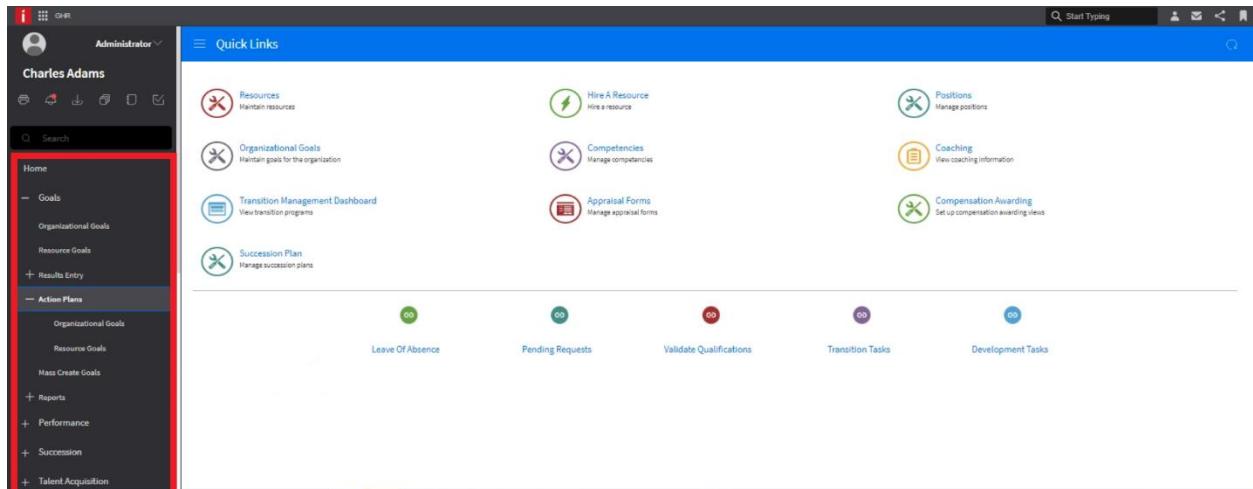 i GHR
Start Typing
Administrator
Charles Adams
Search
Home
Goals
Organizational Goals
Resource Goals
Results Entry
Action Plans
Organizational Goals
Resource Goals
Mass Create Goals
Reports
Performance
Succession
Talent Acquisition
Quick Links
Resources
Maintain resources
Hire A Resource
Hire a resource
Positions
Manage positions
Organizational Goals
Maintain goals for the organization
Competencies
Manage competencies
Coaching
View coaching information
Transition Management Dashboard
View transition programs
Appraisal Forms
Manage appraisal forms
Compensation Awarding
Set up compensation awarding views
Succession Plan
Manage succession plans
Leave Of Absence
Pending Requests
Validate Qualifications
Transition Tasks
Development Tasks